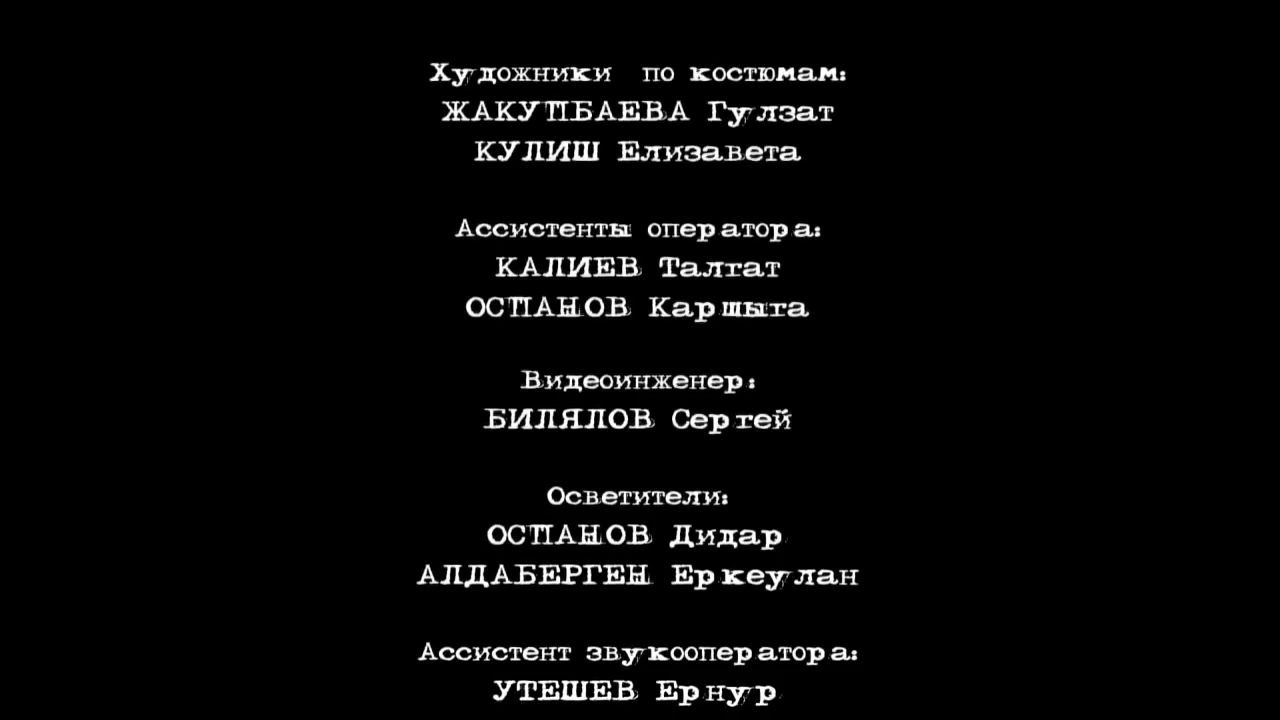 Художники по костюмам:
ЖАКУПБАЕВА Гулзат
КУЛИШ Елизавета
Ассистенты оператора:
КАЛИЕВ Талгат
ОСПАНОВ Каршыга
Видеоинженер:
БИЛЯЛОВ Сергей
Осветители:
ОСПАНОВ Дидар
АЛДАБЕРГЕН Еркеулан
Ассистент звукооператора:
УТЕШЕВ Ернур